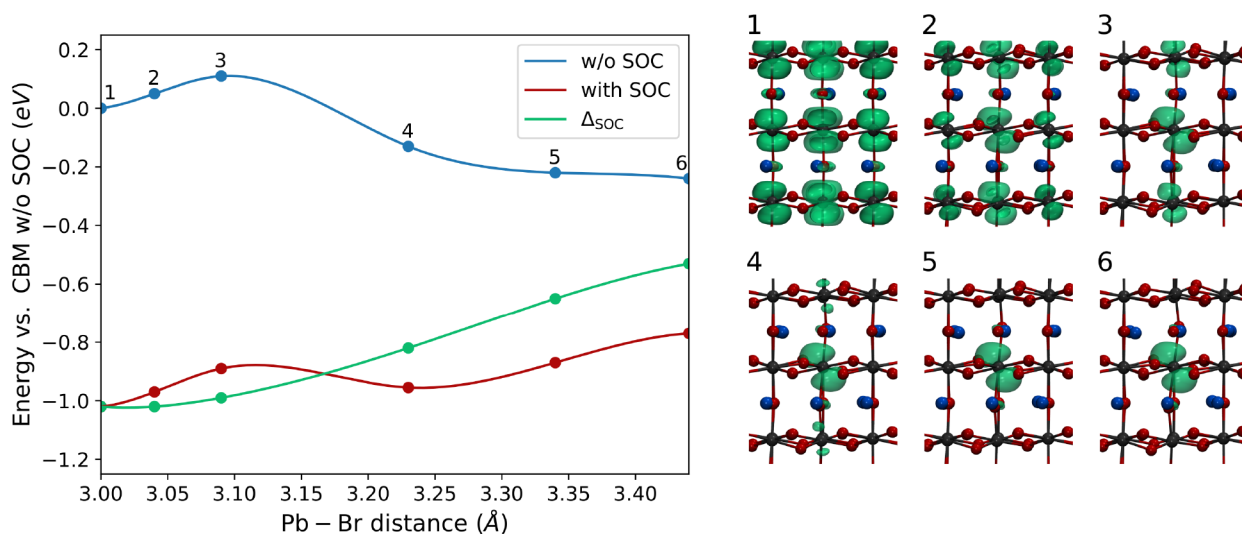 0.2
0.0
−0.2
−0.4
−0.6
−0.8
−1.0
−1.2
Energy vs. CBM w/o SOC (eV)
3.00 3.05 3.10 3.15 3.20 3.25 3.30 3.35 3.40
Pb − Br distance (Å)
1 2 3 4 5 6
w/o SOC
with SOC
Δ_SOC
1 2 3
4 5 6